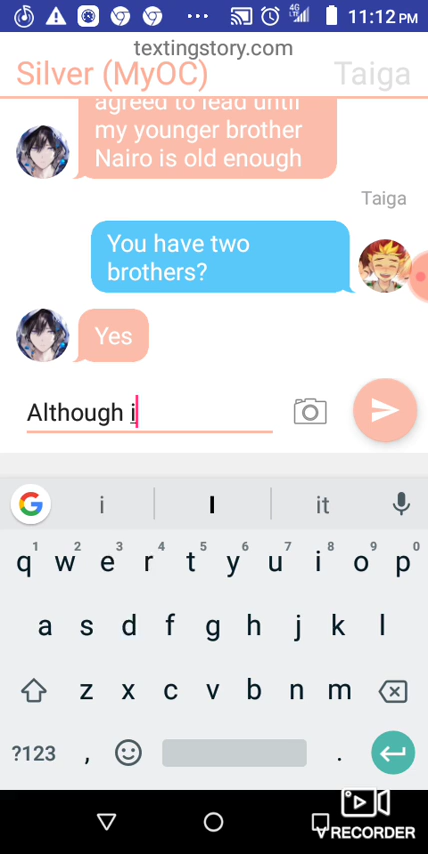 4G
LTE
11:12 PM
textingstory.com
Silver (MyOC)
Taiga
agreed to lead until
my younger brother
Nairo is old enough
Taiga
You have two
brothers?
Yes
Although i
G i I it
1 2 3 4 5 6 7 8 9 0
q w e r t y u i o p
a s d f g h j k l
z x c v b n m
?123 , .
VRECORDER